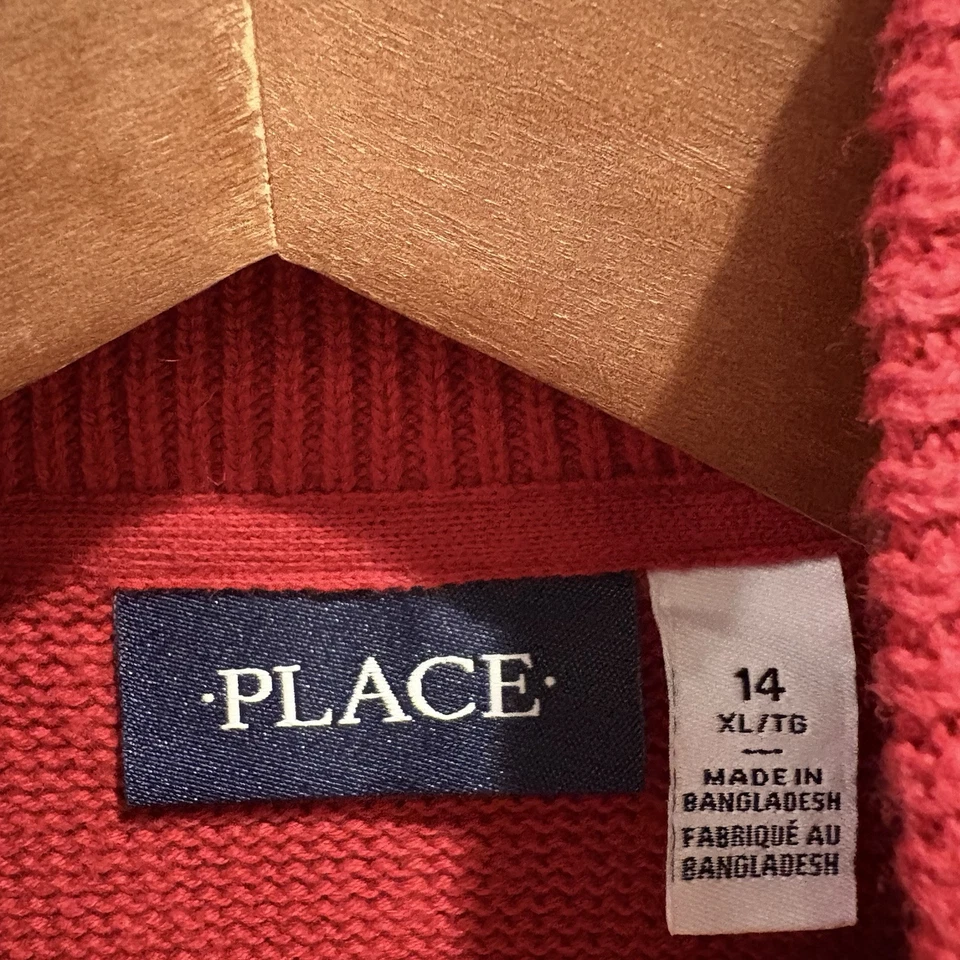 ·PLACE·
14
XL/TG
—
MADE IN
BANGLADESH
FABRIQUÉ AU
BANGLADESH